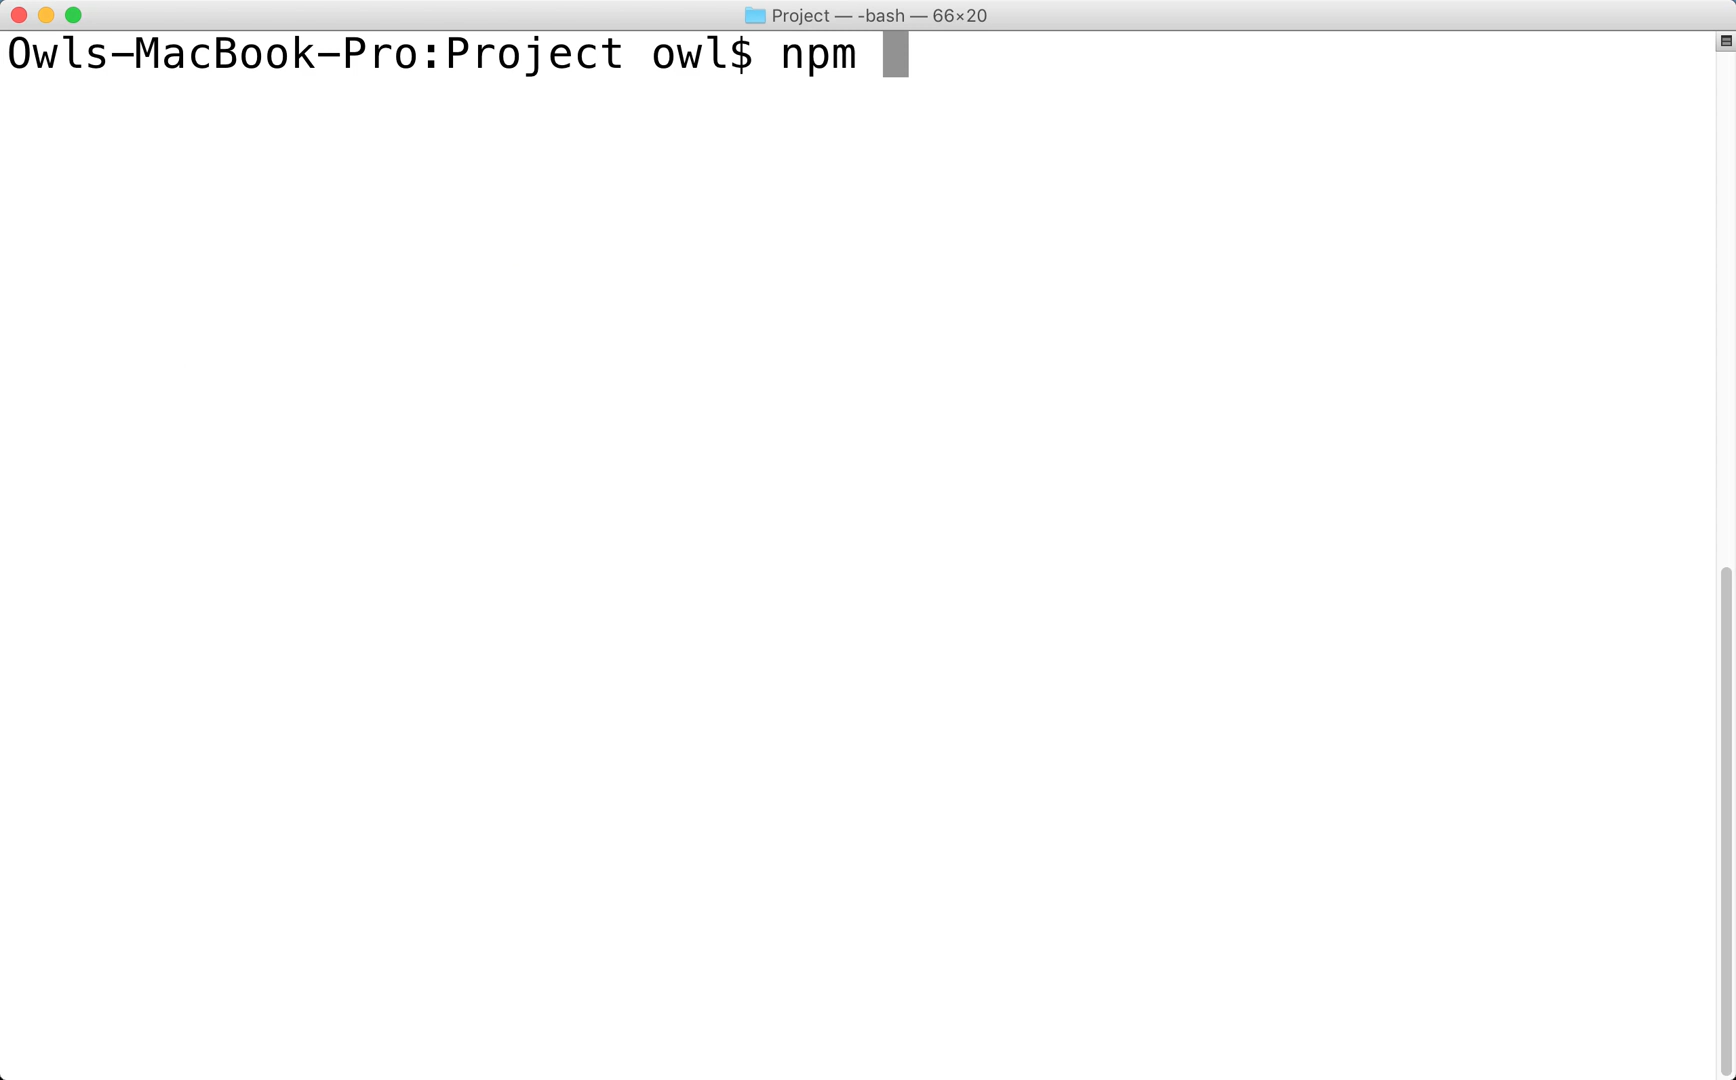 Project — -bash — 66×20
Owls-MacBook-Pro:Project owl$ npm